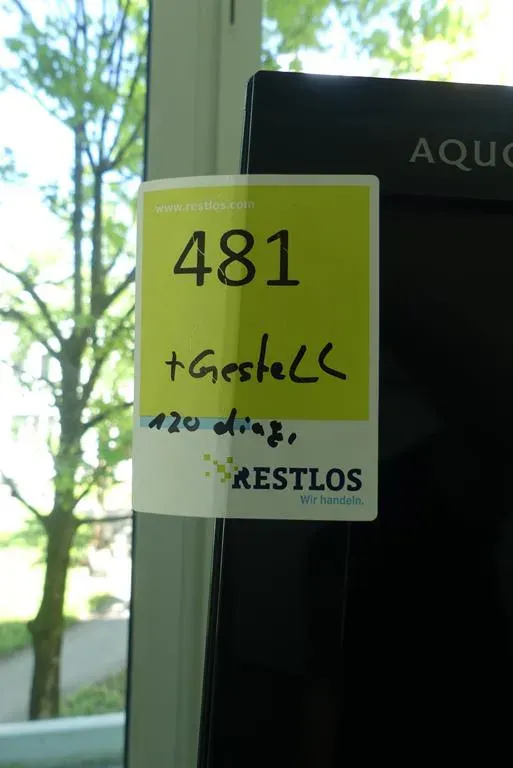 AQUO
www.restlos.com
481
+Gestell
120 diag.
RESTLOS
Wir handeln.